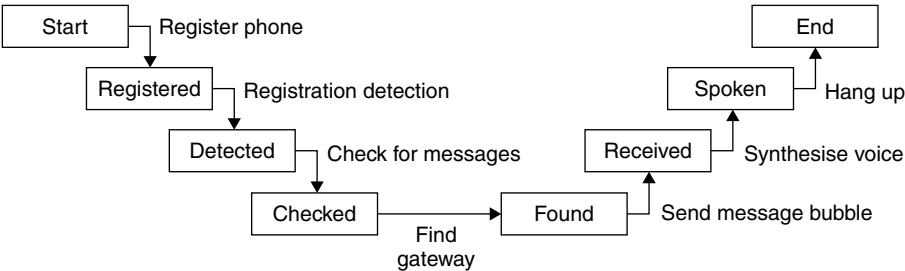 Start
Register phone
End
Registered
Registration detection
Spoken
Hang up
Detected
Check for messages
Received
Synthesise voice
Checked
Find
gateway
Found
Send message bubble